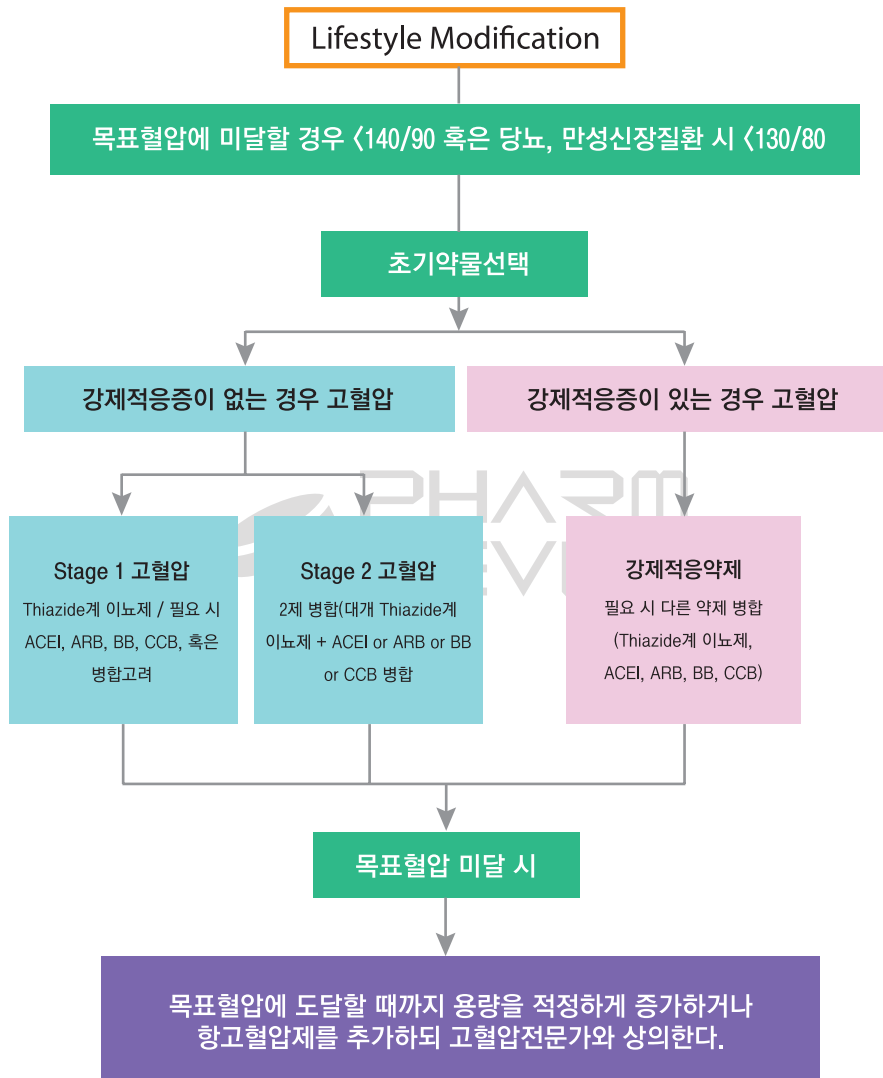 Lifestyle Modification
목표혈압에 미달할 경우 〈140/90 혹은 당뇨, 만성신장질환 시 〈130/80
초기약물선택
강제적응증이 없는 경우 고혈압
강제적응증이 있는 경우 고혈압
Stage 1 고혈압
Thiazide계 이뇨제 / 필요 시
ACEI, ARB, BB, CCB, 혹은
병합고려
Stage 2 고혈압
2제 병합(대개 Thiazide계
이뇨제 + ACEI or ARB or BB
or CCB 병합
강제적응약제
필요 시 다른 약제 병합
(Thiazide계 이뇨제,
ACEI, ARB, BB, CCB)
목표혈압 미달 시
목표혈압에 도달할 때까지 용량을 적정하게 증가하거나
항고혈압제를 추가하되 고혈압전문가와 상의한다.